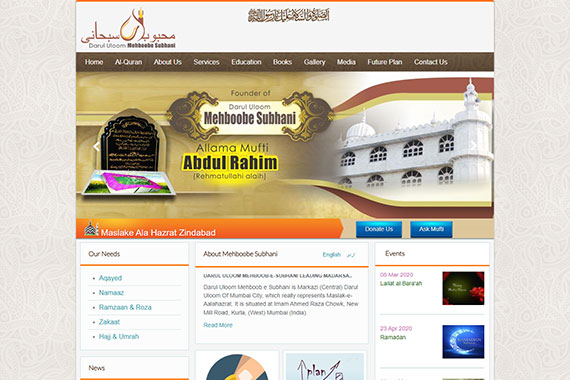 محبوب سبحانی
Darul Uloom Mehboobe Subhani
Home Al-Quran About Us Services Education Books Gallery Media Future Plan Contact Us
Founder of
Darul Uloom
Mehboobe Subhani
Allama Mufti
Abdul Rahim
(Rehmatullahi alaih)
Maslake Ala Hazrat Zindabad
Donate Us Ask Mufti
Our Needs
Aqayed
Namaaz
Ramzaan & Roza
Zakaat
Hajj & Umrah
News
About Mehboobe Subhani English اردو
DARUL ULOOM MEHBOOB-E-SUBHANI LEADING MADARSA..
Darul Uloom Mehboob e Subhani is Markazi (Central) Darul
Uloom Of Mumbai City, which really represents Maslak-e-
Aalahazrat. It is situated at Imam Ahmed Raza Chowk, New
Mill Road, Kurla, (West) Mumbai (India).
Read More
plan
Events
08 Mar 2020
Lailat al Bara'ah
23 Apr 2020
Ramadan